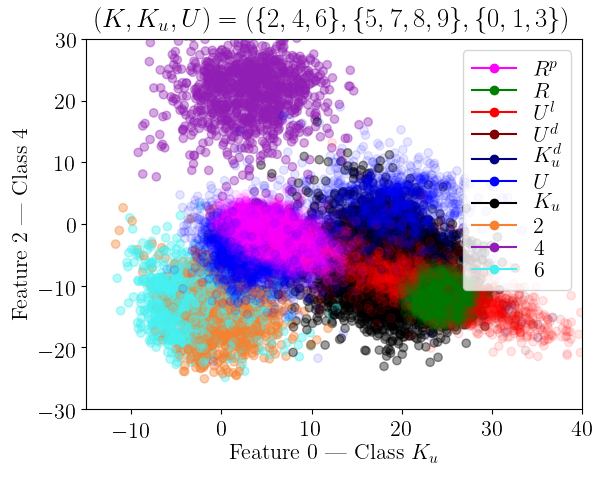 (K, K_u, U) = ({2, 4, 6}, {5, 7, 8, 9}, {0, 1, 3})
Feature 2 — Class 4
30
20
10
0
−10
−20
−30
R^p
R
U^l
U^d
K_u^d
U
K_u
2
4
6
−10
0
10
20
30
40
Feature 0 — Class K_u